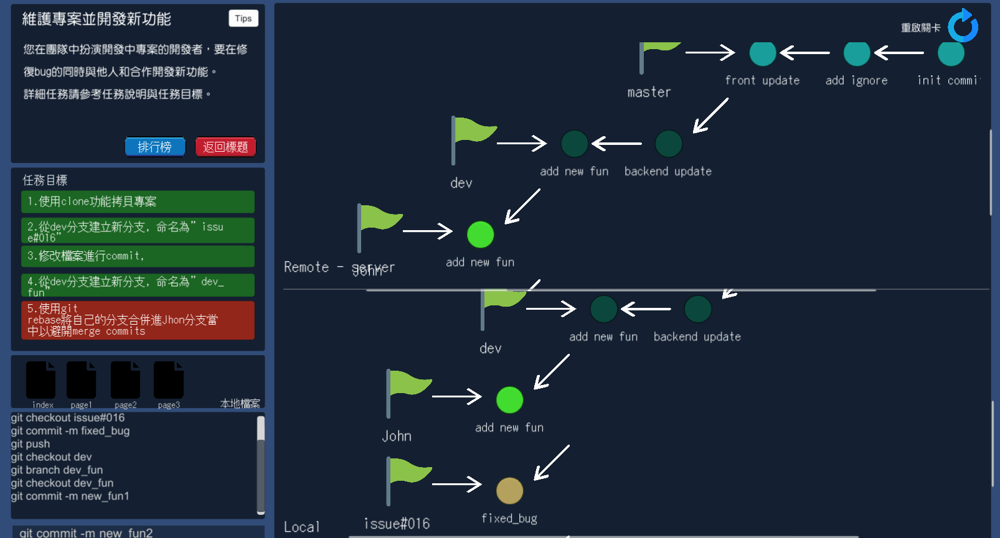 維護專案並開發新功能
Tips
您在團隊中扮演開發中專案的開發者，要在修
復bug的同時與他人和合作開發新功能。
詳細任務請參考任務說明與任務目標。
排行榜
返回標題
任務目標
1.使用clone功能拷貝專案
2.從dev分支建立新分支, 命名為”issu
e#016”
3.修改檔案進行commit,
4.從dev分支建立新分支, 命名為”dev_
fun”
5.使用git
rebase將自己的分支合併進Jhon分支當
中以避開merge commits
index
page1
page2
page3
本地檔案
git checkout issue#016
git commit -m fixed_bug
git push
git checkout dev
git branch dev_fun
git checkout dev_fun
git commit -m new_fun1
git commit -m new_fun2
重啟關卡
master
front update
add ignore
init commi
dev
add new fun
backend update
John
add new fun
Remote - server
dev
add new fun
backend update
John
add new fun
issue#016
fixed_bug
Local